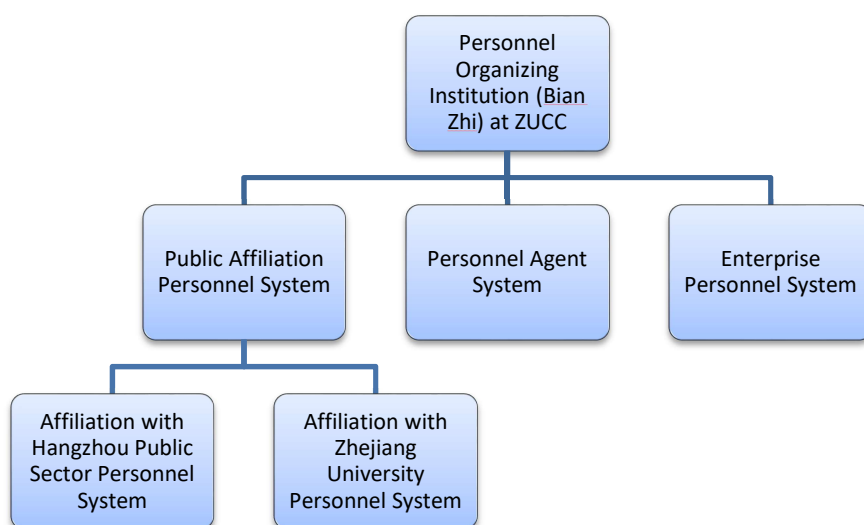 Personnel
Organizing
Institution (Bian
Zhi) at ZUCC
Public Affiliation
Personnel System
Personnel Agent
System
Enterprise
Personnel System
Affiliation with
Hangzhou Public
Sector Personnel
System
Affiliation with
Zhejiang
University
Personnel System